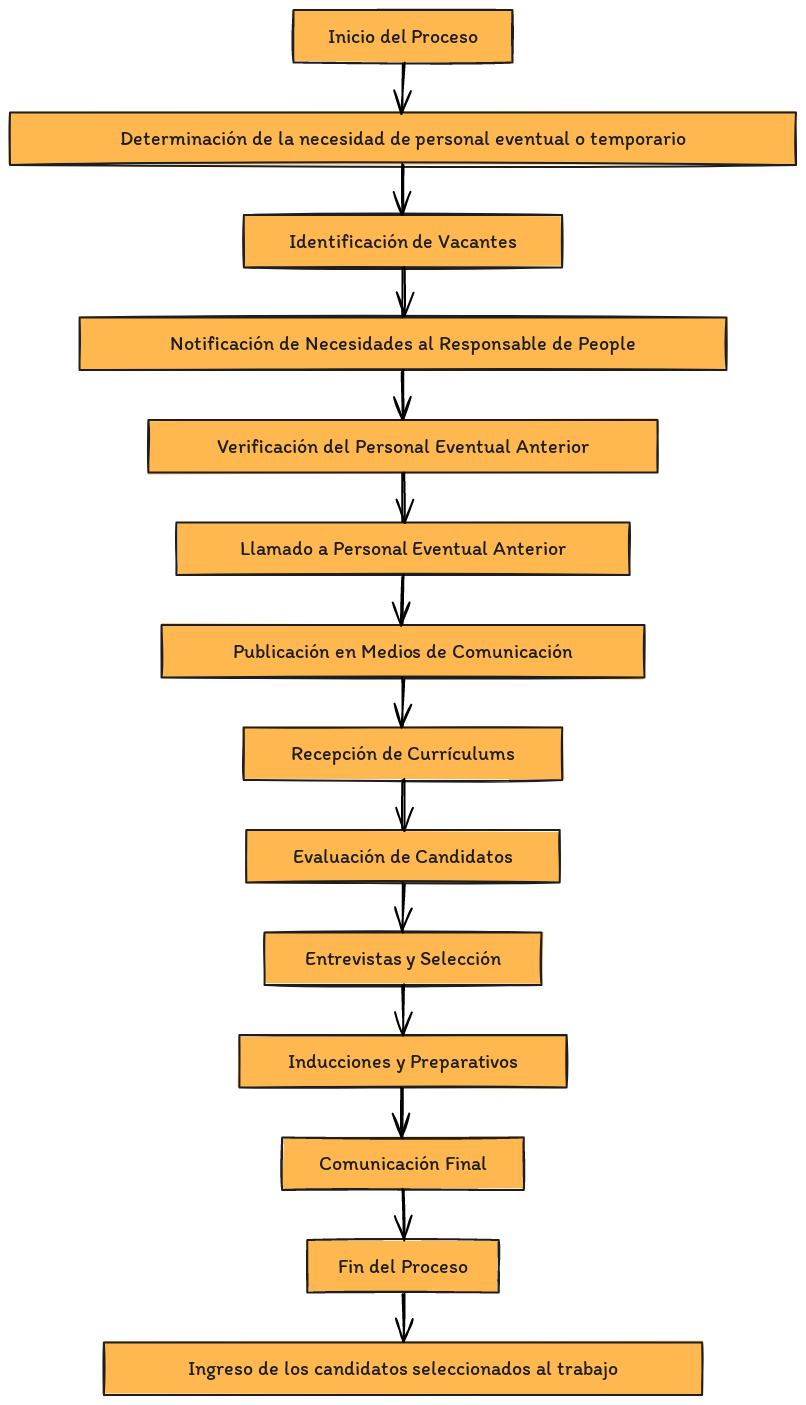 Inicio del Proceso
Determinación de la necesidad de personal eventual o temporario
Identificación de Vacantes
Notificación de Necesidades al Responsable de People
Verificación del Personal Eventual Anterior
Llamado a Personal Eventual Anterior
Publicación en Medios de Comunicación
Recepción de Currículums
Evaluación de Candidatos
Entrevistas y Selección
Inducciones y Preparativos
Comunicación Final
Fin del Proceso
Ingreso de los candidatos seleccionados al trabajo